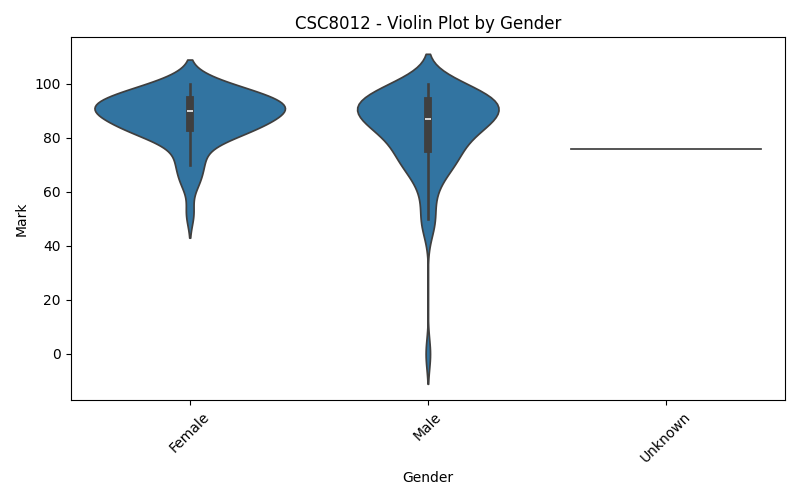 CSC8012 - Violin Plot by Gender
Mark
100
80
60
40
20
0
Female
Male
Unknown
Gender